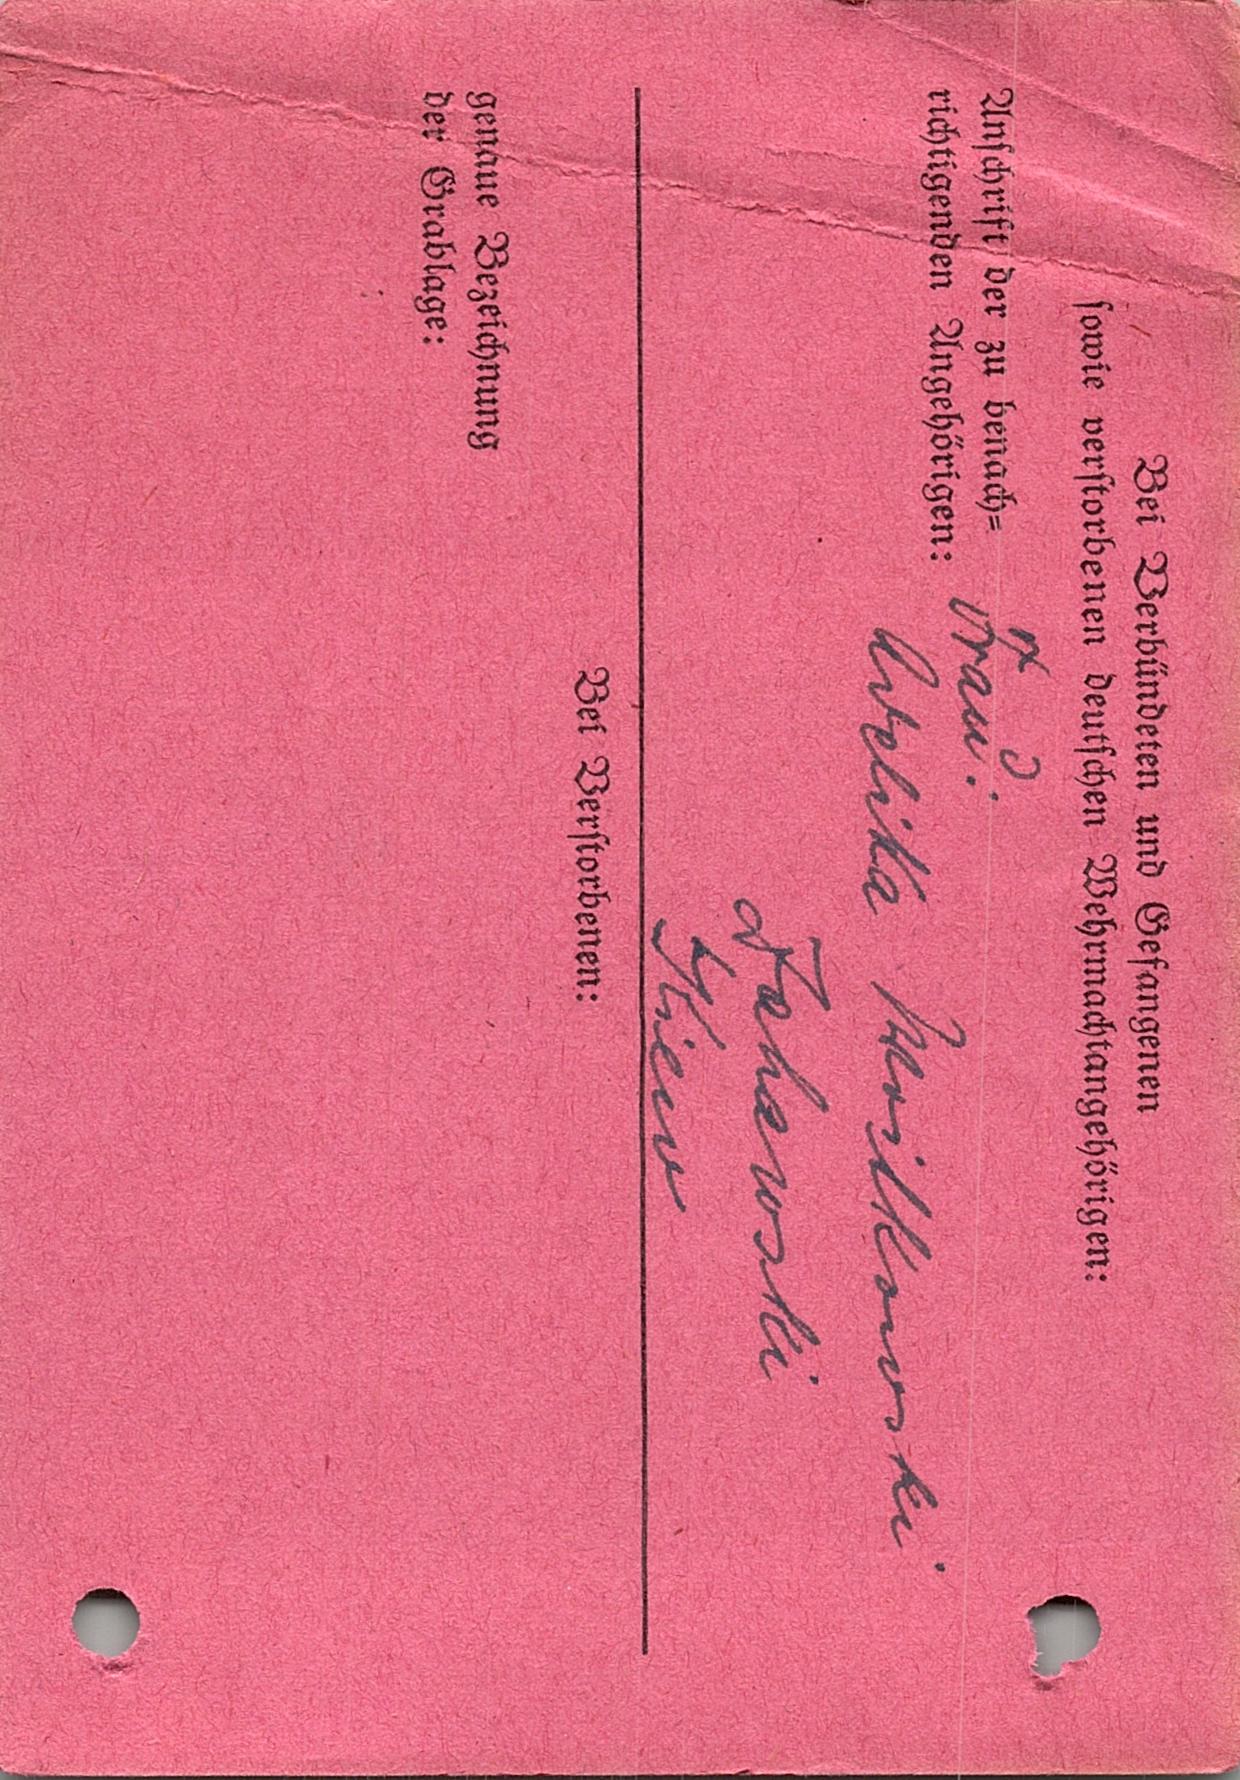 Bei Verbündeten und Gefangenen
sowie verstorbenen deutschen Wehrmachtangehörigen:
Anschrift der zu benach=
richtigenden Angehörigen: Frau:
Kiew
Bei Verstorbenen:
genaue Bezeichnung
der Grablage: